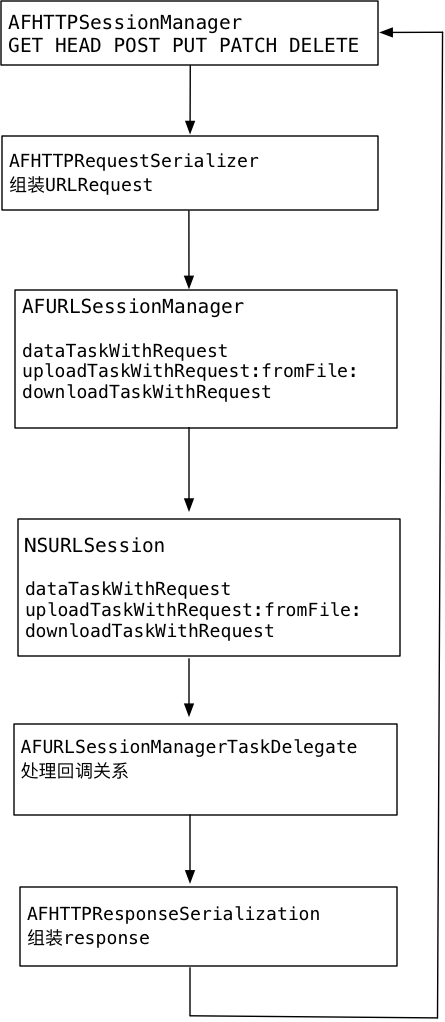 AFHTTPSessionManager
GET HEAD POST PUT PATCH DELETE
AFHTTPRequestSerializer
组装URLRequest
AFURLSessionManager
dataTaskWithRequest
uploadTaskWithRequest:fromFile:
downloadTaskWithRequest
NSURLSession
dataTaskWithRequest
uploadTaskWithRequest:fromFile:
downloadTaskWithRequest
AFURLSessionManagerTaskDelegate
处理回调关系
AFHTTPResponseSerialization
组装response